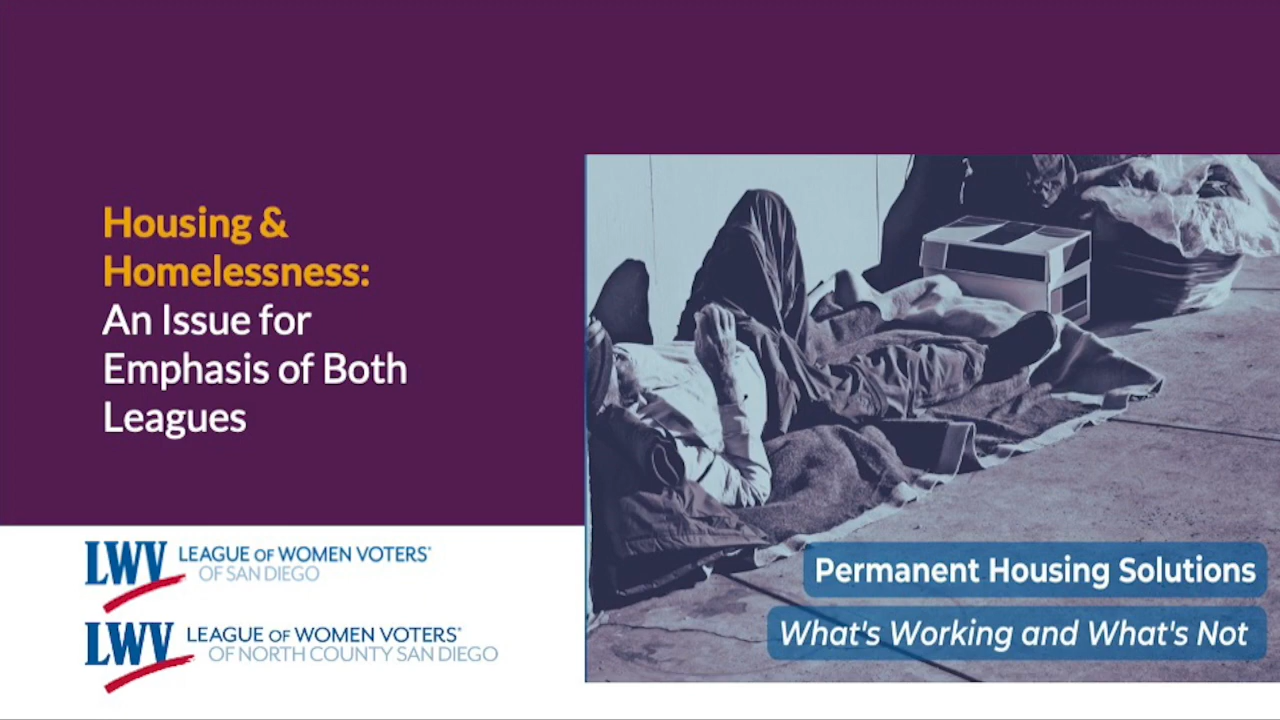 Housing &
Homelessness:
An Issue for
Emphasis of Both
Leagues
LWV LEAGUE OF WOMEN VOTERS®
OF SAN DIEGO
LWV LEAGUE OF WOMEN VOTERS®
OF NORTH COUNTY SAN DIEGO
Permanent Housing Solutions
What's Working and What's Not